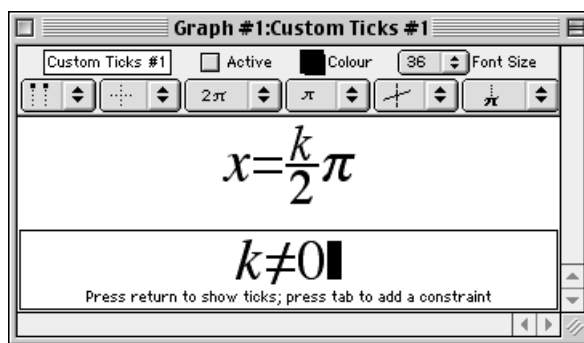 Graph #1:Custom Ticks #1
Custom Ticks #1 Active Colour 36 Font Size
2π π π
x=k/2 π
k≠0
Press return to show ticks; press tab to add a constraint